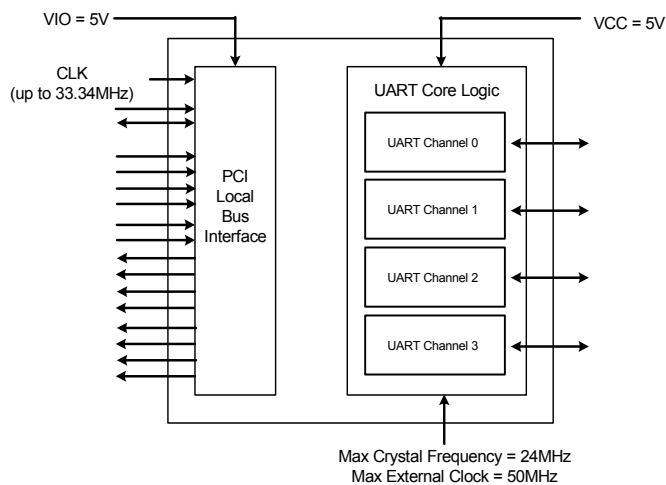 VIO = 5V
VCC = 5V
CLK
(up to 33.34MHz)
PCI
Local
Bus
Interface
UART Core Logic
UART Channel 0
UART Channel 1
UART Channel 2
UART Channel 3
Max Crystal Frequency = 24MHz
Max External Clock = 50MHz